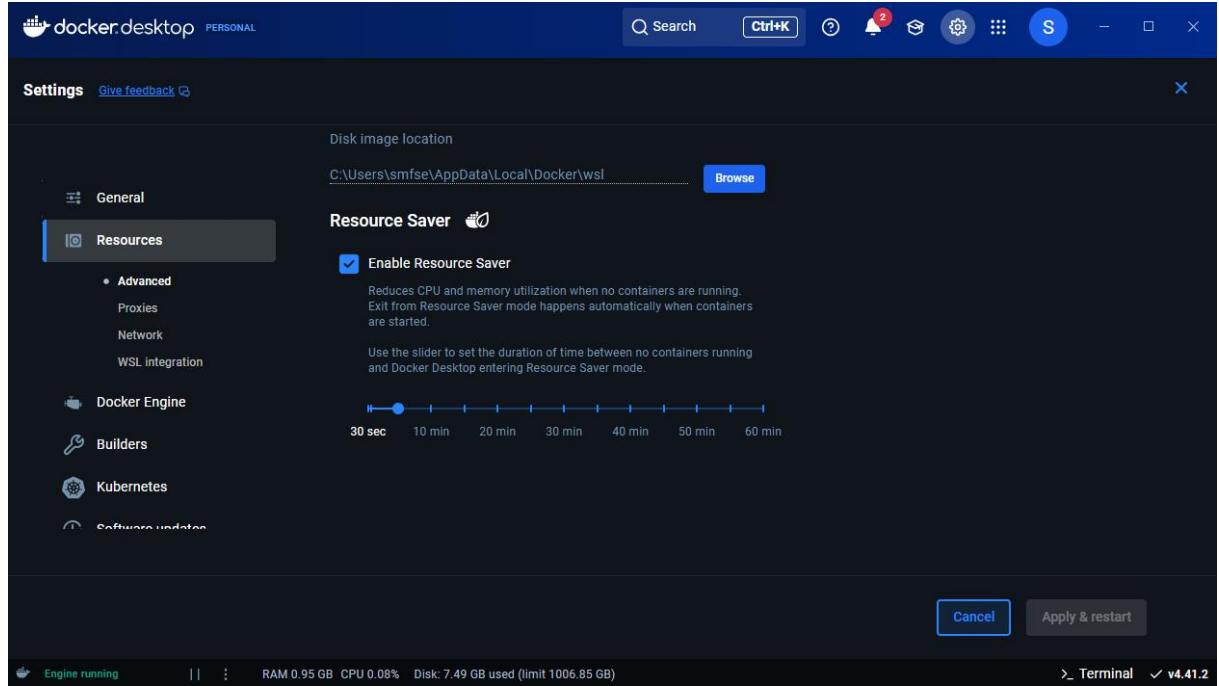 docker.desktop PERSONAL
Search Ctrl+K
2
S
Settings Give feedback
Disk image location
C:\Users\smfse\AppData\Local\Docker\wsl
Browse
General
Resources
Advanced
Proxies
Network
WSL integration
Docker Engine
Builders
Kubernetes
Software updates
Resource Saver
Enable Resource Saver
Reduces CPU and memory utilization when no containers are running.
Exit from Resource Saver mode happens automatically when containers
are started.
Use the slider to set the duration of time between no containers running
and Docker Desktop entering Resource Saver mode.
30 sec 10 min 20 min 30 min 40 min 50 min 60 min
Cancel Apply & restart
Engine running RAM 0.95 GB CPU 0.08% Disk: 7.49 GB used (limit 1006.85 GB) >_ Terminal v4.41.2